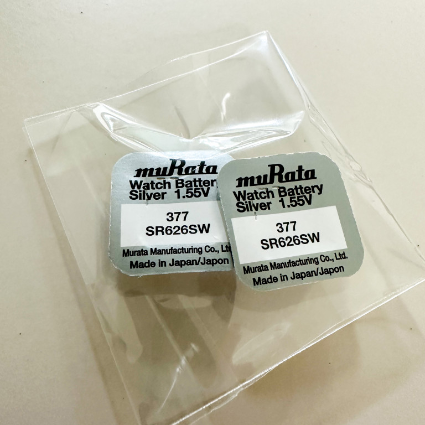 muRata
Watch Battery
Silver 1.55V
377
SR626SW
Murata Manufacturing Co., Ltd.
Made in Japan/Japon
muRata
Watch Battery
Silver 1.55V
377
SR626SW
Murata Manufacturing Co., Ltd.
Made in Japan/Japon